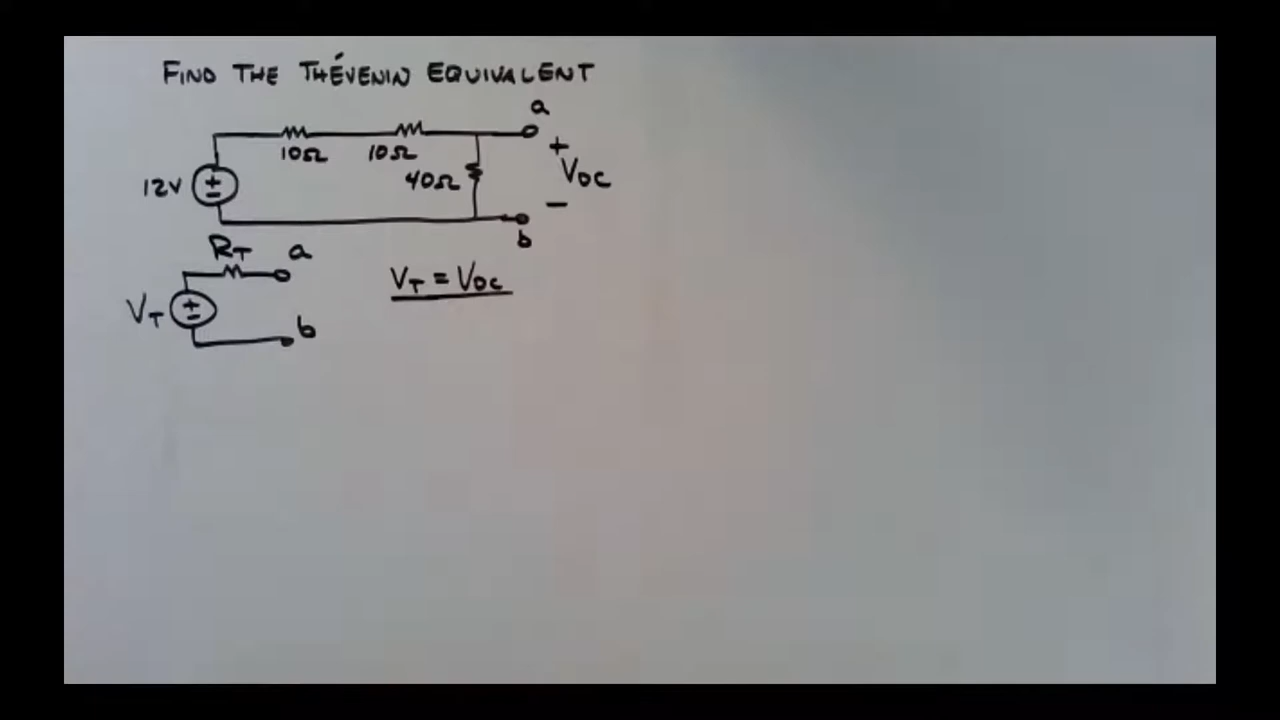 FIND THE THÉVENIN EQUIVALENT
a
10Ω 10Ω
+
12V + - 40Ω VOC
-
b
RT a
VT = VOC
VT + -
b